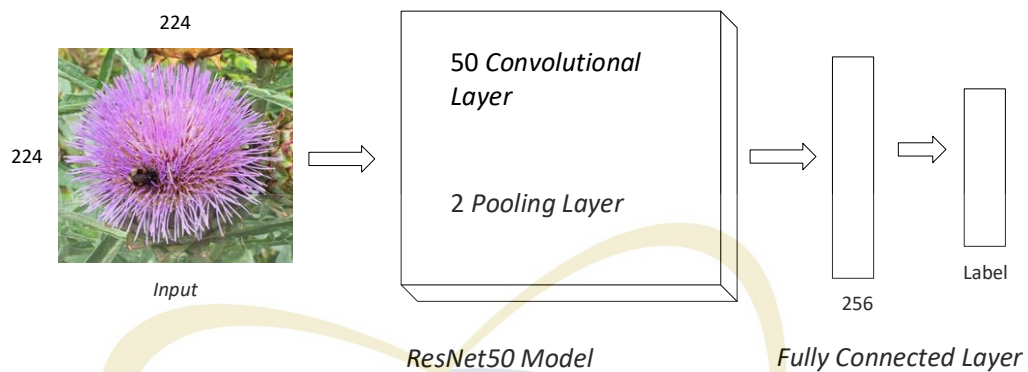 224
224
Input
50 Convolutional
Layer
2 Pooling Layer
ResNet50 Model
256
Label
Fully Connected Layer